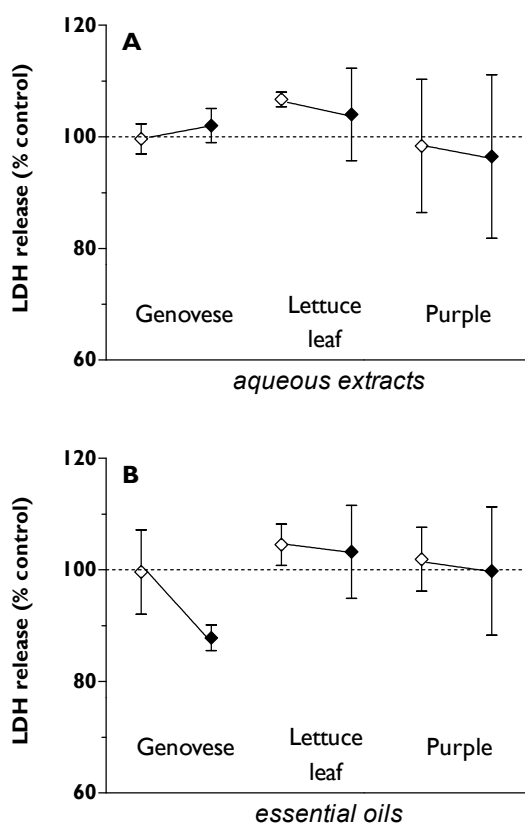 A
LDH release (% control)
120
100
80
60
Genovese
Lettuce
leaf
Purple
aqueous extracts
B
LDH release (% control)
120
100
80
60
Genovese
Lettuce
leaf
Purple
essential oils